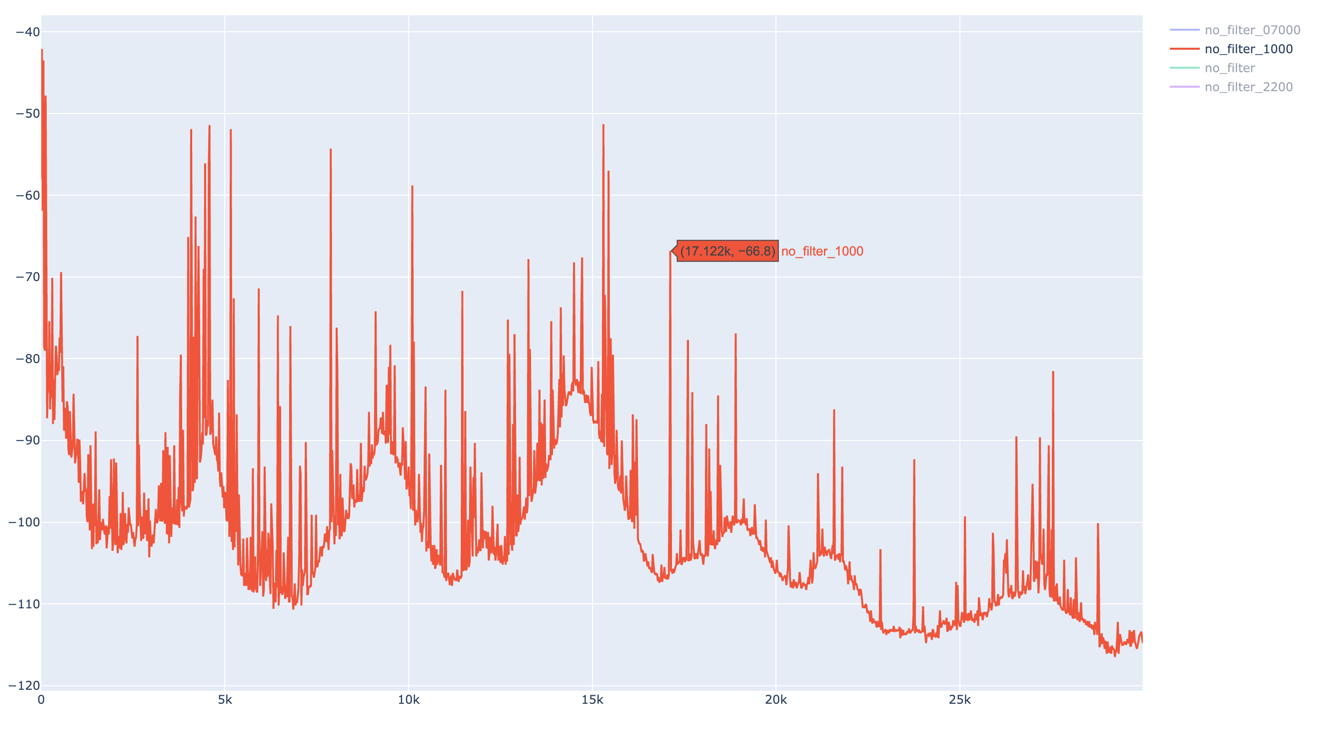 −40
−50
−60
−70
−80
−90
−100
−110
−120
0
5k
10k
15k
20k
25k
(17.122k, −66.8) no_filter_1000
no_filter_07000
no_filter_1000
no_filter
no_filter_2200